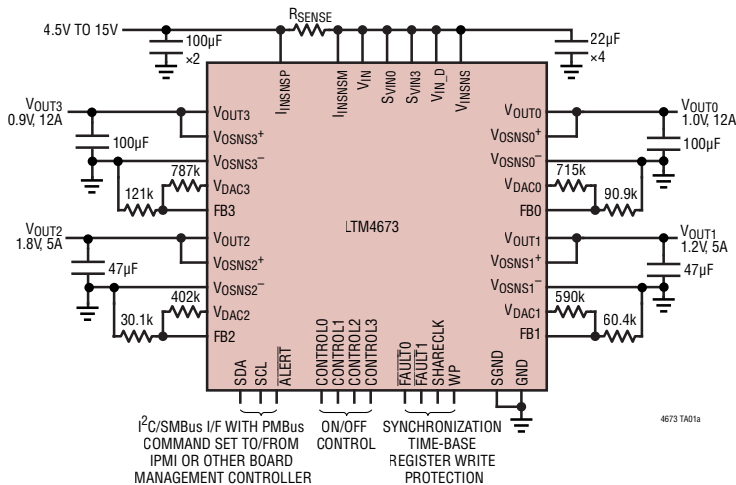 RSENSE
4.5V TO 15V
100µF
×2
22µF
×4
IINSNSP
IINSNSM
VIN
SVIN0
SVIN3
VIN_D
VINSNS
VOUT3
0.9V, 12A
100µF
787k
121k
VOUT3
VOSNS3+
VOSNS3–
VDAC3
FB3
VOUT2
1.8V, 5A
47µF
402k
30.1k
VOUT2
VOSNS2+
VOSNS2–
VDAC2
FB2
LTM4673
VOUT0
VOSNS0+
VOSNS0–
VDAC0
FB0
VOUT0
1.0V, 12A
100µF
715k
90.9k
VOUT1
VOSNS1+
VOSNS1–
VDAC1
FB1
VOUT1
1.2V, 5A
47µF
590k
60.4k
SDA
SCL
ALERT
CONTROL0
CONTROL1
CONTROL2
CONTROL3
FAULT0
FAULT1
SHARECLK
WP
SGND
GND
I2C/SMBus I/F WITH PMBus
COMMAND SET TO/FROM
IPMI OR OTHER BOARD
MANAGEMENT CONTROLLER
ON/OFF
CONTROL
SYNCHRONIZATION
TIME-BASE
REGISTER WRITE
PROTECTION
4673 TA01a